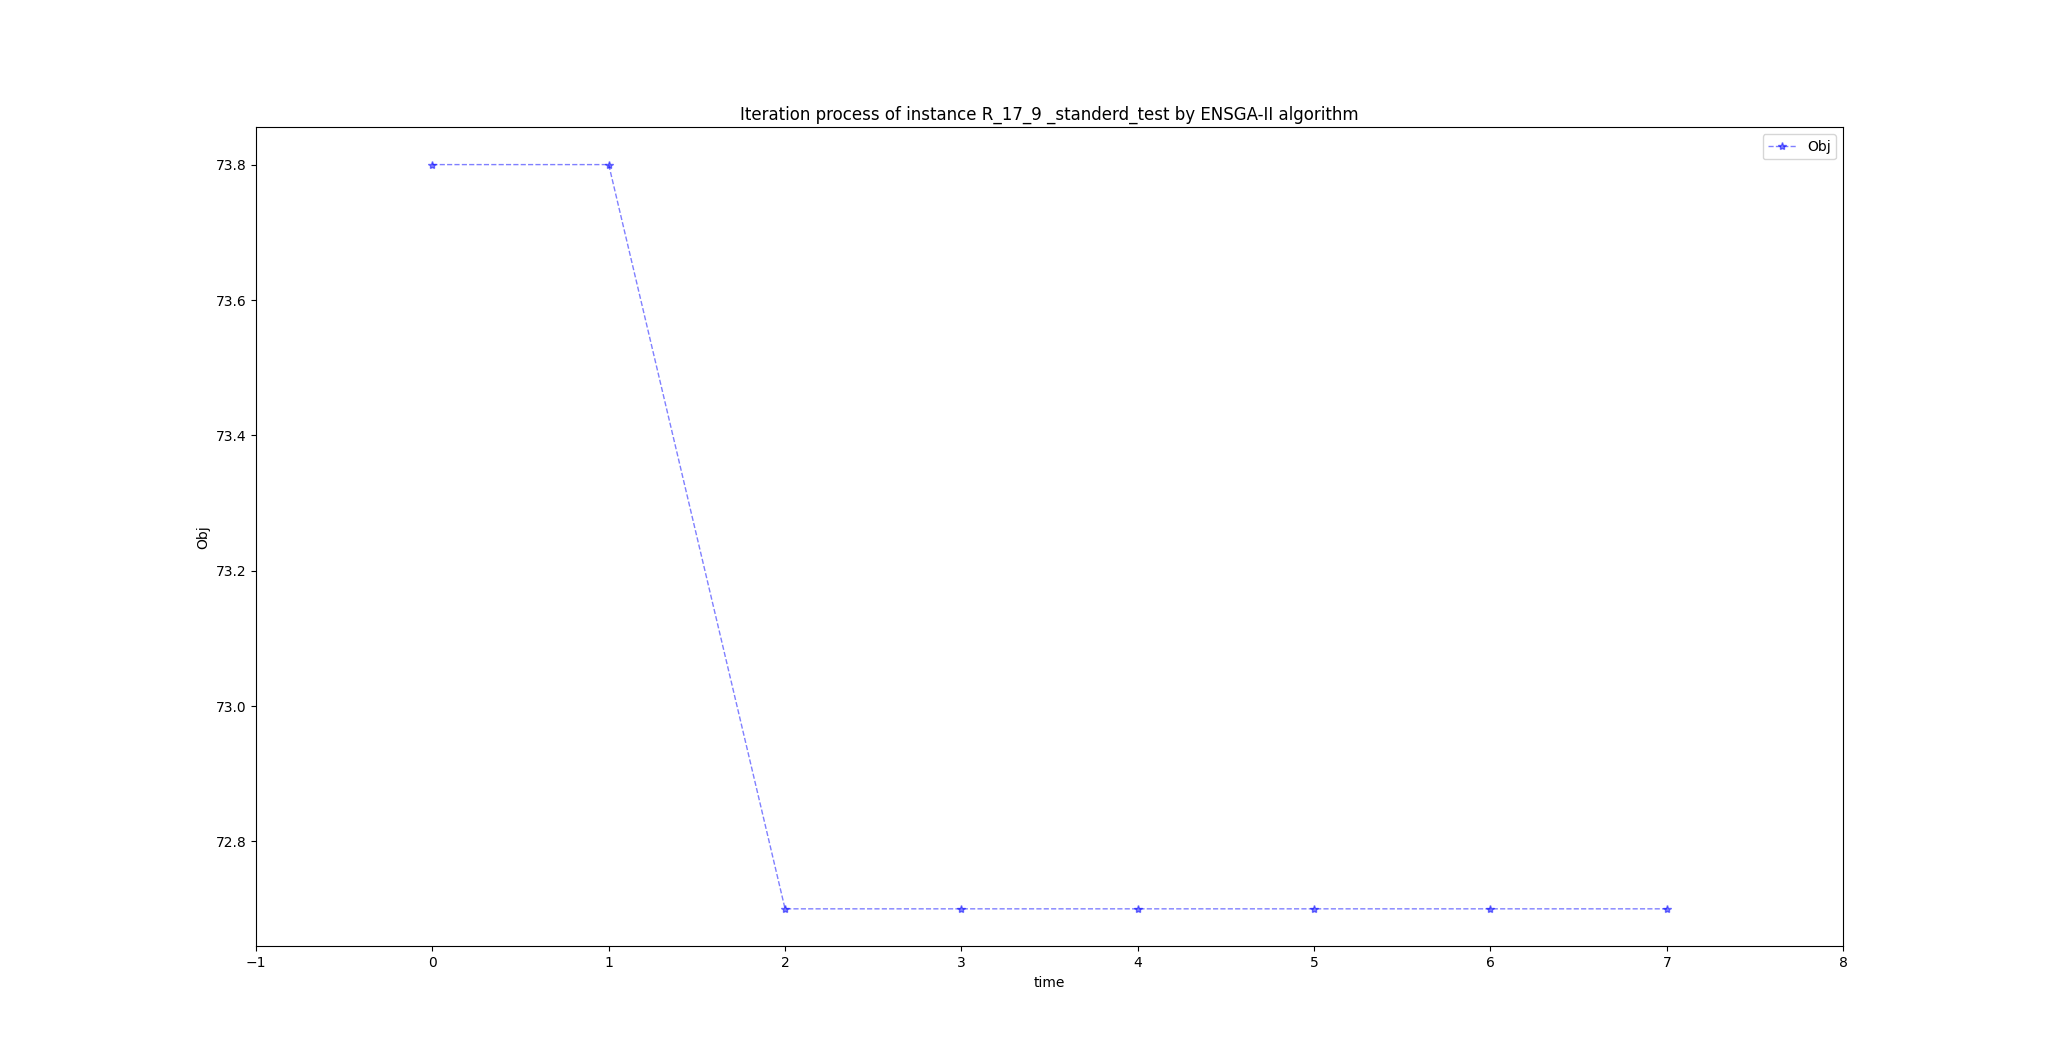 Iteration process of instance R_17_9 _standerd_test by ENSGA-II algorithm
Obj
73.8
73.6
73.4
73.2
73.0
72.8
Obj
−1 0 1 2 3 4 5 6 7 8
time